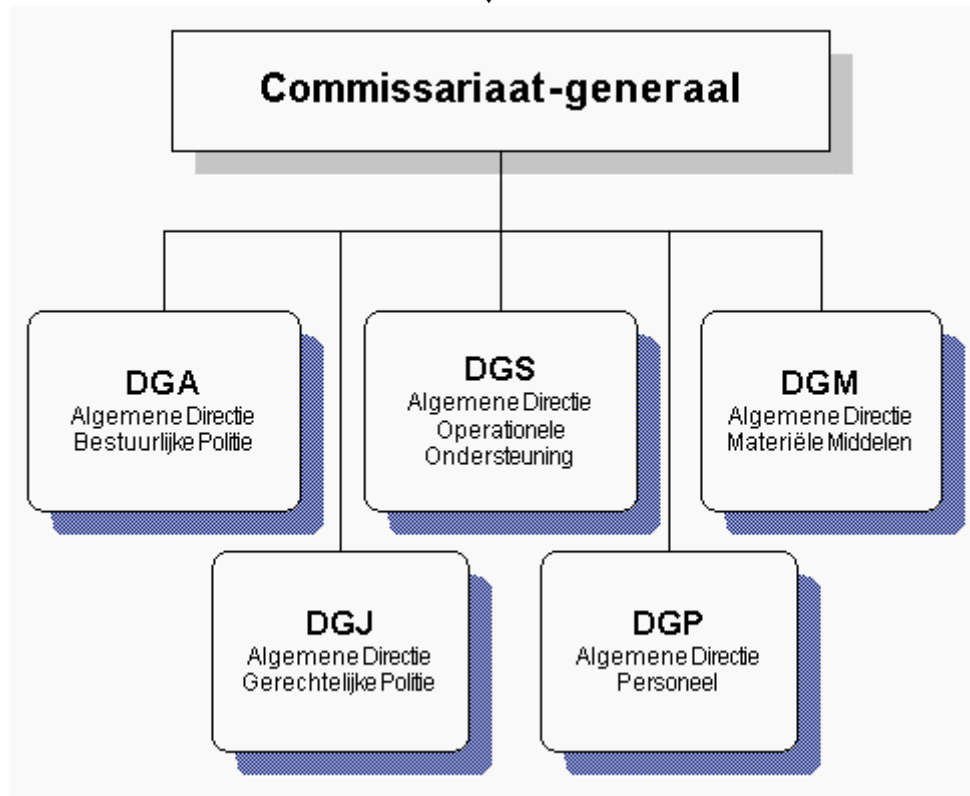 Commissariaat-generaal
DGA
Algemene Directie
Bestuurlijke Politie
DGS
Algemene Directie
Operationele
Ondersteuning
DGM
Algemene Directie
Materiële Middelen
DGJ
Algemene Directie
Gerechtelijke Politie
DGP
Algemene Directie
Personeel